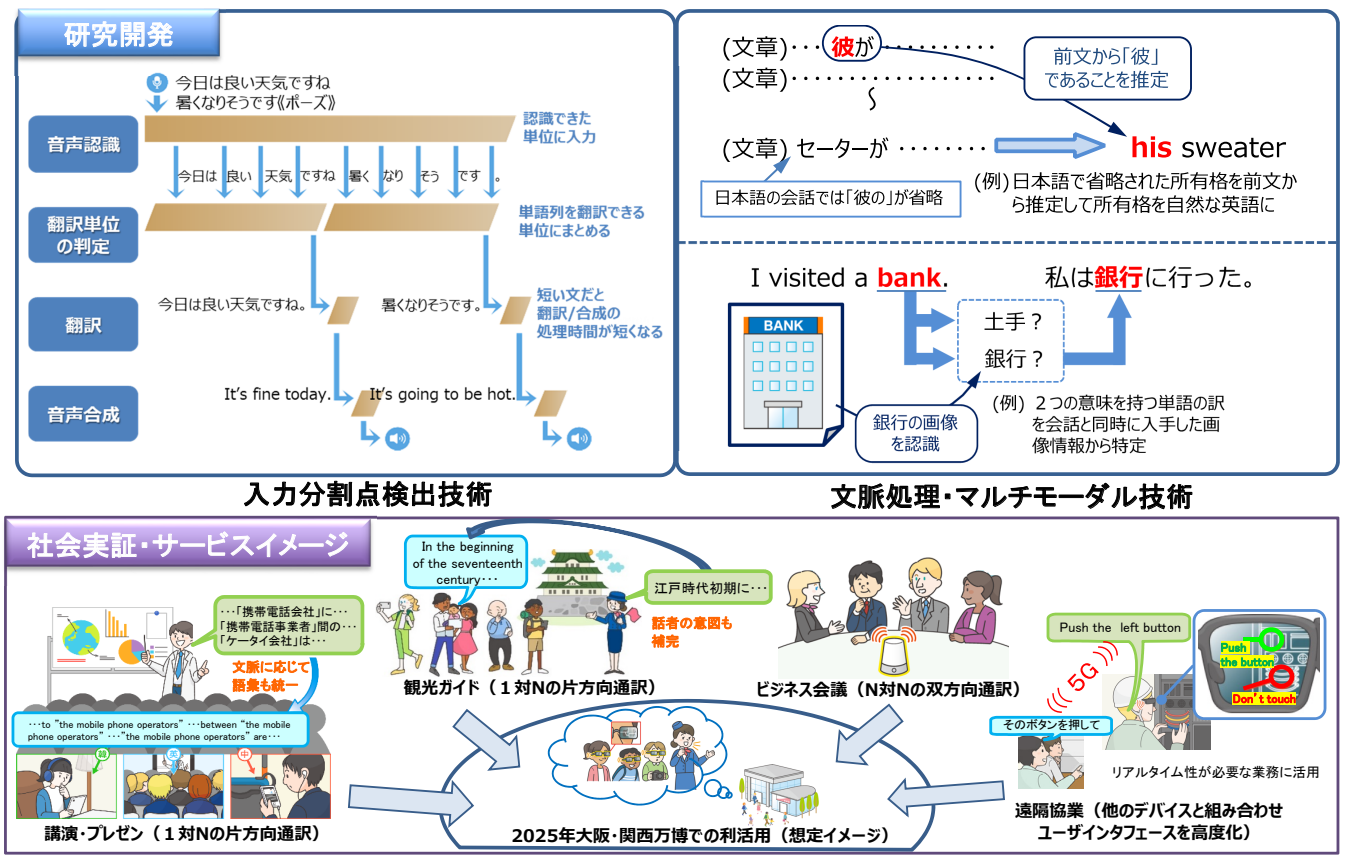 研究開発
今日は良い天気ですね
暑くなりそうです《ポーズ》
音声認識
認識できた
単位に入力
今日は 良い 天気 ですね 暑く なり そう です 。
翻訳単位
の判定
単語列を翻訳できる
単位にまとめる
今日は良い天気ですね。
暑くなりそうです。
翻訳
短い文だと
翻訳/合成の
処理時間が短くなる
It's fine today.
It's going to be hot.
音声合成
入力分割点検出技術
(文章)・・・彼が・・・・・・・・・・
(文章)・・・・・・・・・・・・・・・・・・
～
前文から「彼」
であることを推定
(文章) セーターが ・・・・・・・・
his sweater
日本語の会話では「彼の」が省略
(例) 日本語で省略された所有格を前文か
ら推定して所有格を自然な英語に
I visited a bank.
私は銀行に行った。
BANK
土手？
銀行？
銀行の画像
を認識
(例) ２つの意味を持つ単語の訳
を会話と同時に入手した画
像情報から特定
文脈処理・マルチモーダル技術
社会実証・サービスイメージ
・・・「携帯電話会社」に・・・
「携帯電話事業者」間の・・・
「ケータイ会社」は・・・
文脈に応じて
語彙も統一
・・・to "the mobile phone operators" ・・・between "the mobile
phone operators" ・・・"the mobile phone operators" are・・・
韓
英
中
講演・プレゼン（１対Nの片方向通訳）
In the beginning
of the seventeenth
century・・・
江戸時代初期に・・・
話者の意図も
補完
観光ガイド（１対Nの片方向通訳）
ビジネス会議（N対Nの双方向通訳）
Push the left button
5G
そのボタンを押して
Push
the button
Don't touch
リアルタイム性が必要な業務に活用
遠隔協業（他のデバイスと組み合わせ
ユーザインタフェースを高度化）
2025年大阪・関西万博での利活用（想定イメージ）